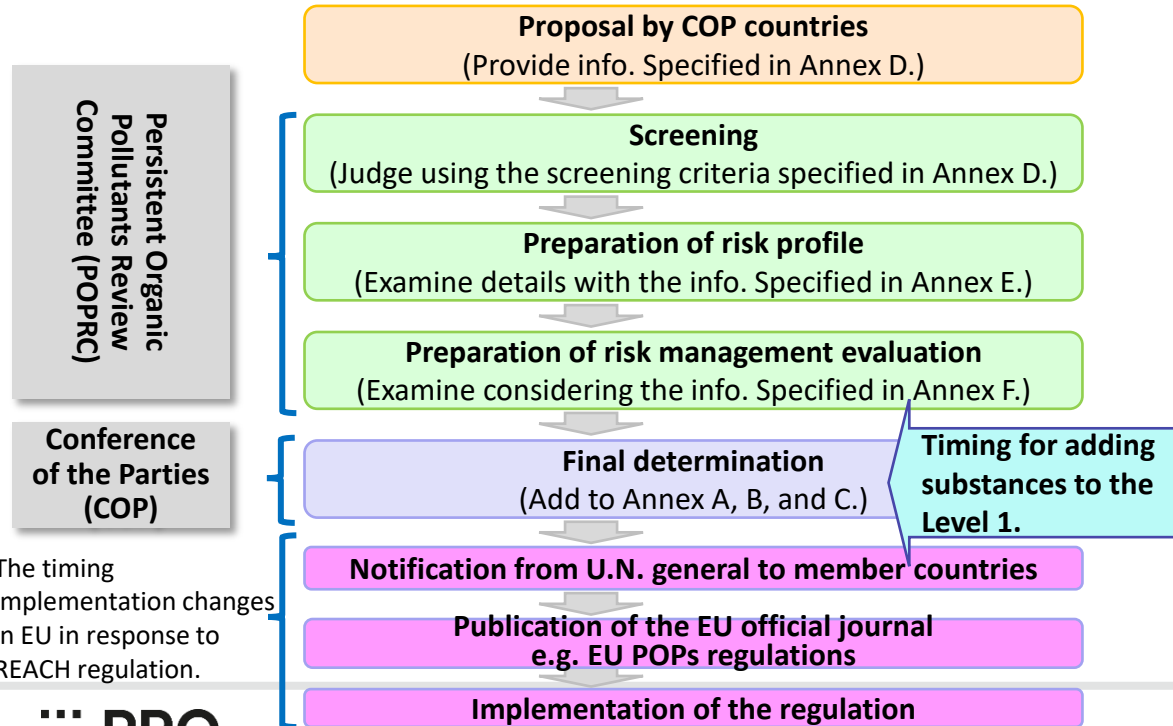 Proposal by COP countries
(Provide info. Specified in Annex D.)
Persistent Organic
Pollutants Review
Committee (POPRC)
Screening
(Judge using the screening criteria specified in Annex D.)
Preparation of risk profile
(Examine details with the info. Specified in Annex E.)
Preparation of risk management evaluation
(Examine considering the info. Specified in Annex F.)
Conference
of the Parties
(COP)
Final determination
(Add to Annex A, B, and C.)
Timing for adding
substances to the
Level 1.
The timing
implementation changes
in EU in response to
REACH regulation.
Notification from U.N. general to member countries
Publication of the EU official journal
e.g. EU POPs regulations
Implementation of the regulation
PRO